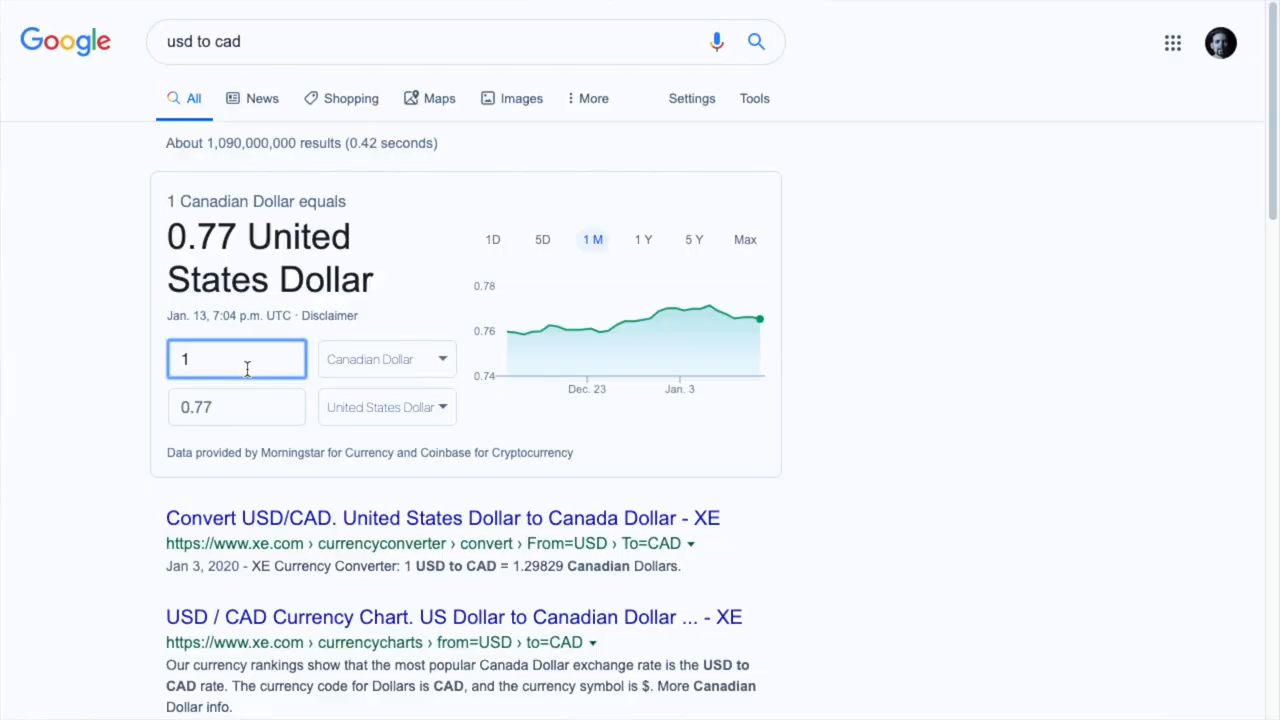 Google
usd to cad
All News Shopping Maps Images More Settings Tools
About 1,090,000,000 results (0.42 seconds)
1 Canadian Dollar equals
0.77 United
States Dollar
Jan. 13, 7:04 p.m. UTC · Disclaimer
1 Canadian Dollar
0.77 United States Dollar
1D 5D 1 M 1 Y 5 Y Max
0.78
0.76
0.74
Dec. 23 Jan. 3
Data provided by Morningstar for Currency and Coinbase for Cryptocurrency
Convert USD/CAD. United States Dollar to Canada Dollar - XE
https://www.xe.com › currencyconverter › convert › From=USD › To=CAD
Jan 3, 2020 - XE Currency Converter: 1 USD to CAD = 1.29829 Canadian Dollars.
USD / CAD Currency Chart. US Dollar to Canadian Dollar ... - XE
https://www.xe.com › currencycharts › from=USD › to=CAD
Our currency rankings show that the most popular Canada Dollar exchange rate is the USD to
CAD rate. The currency code for Dollars is CAD, and the currency symbol is $. More Canadian
Dollar info.